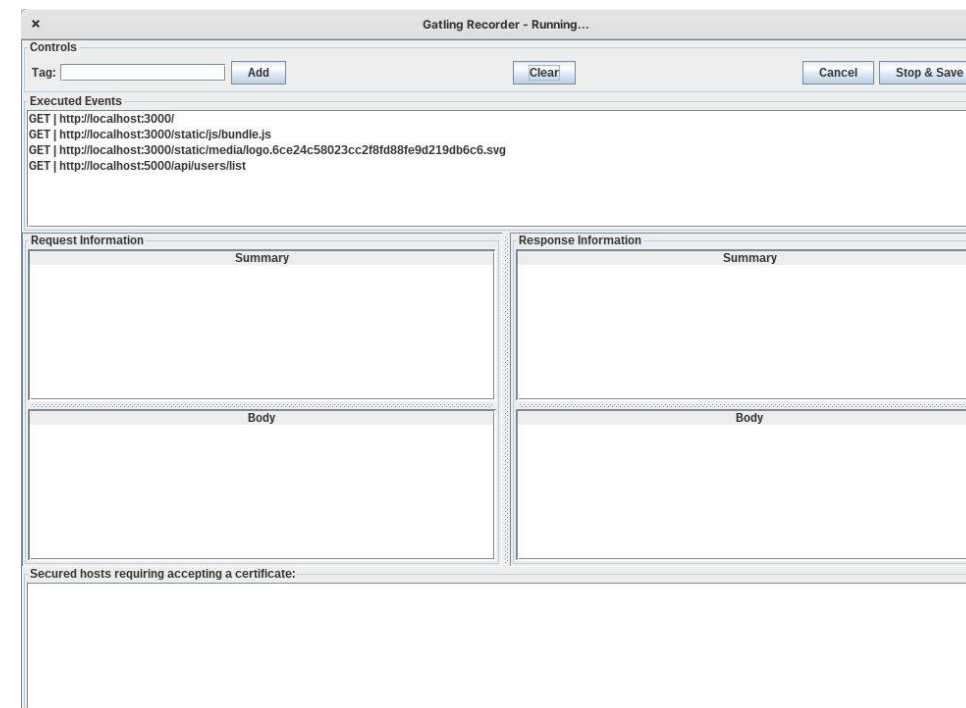 × Gatling Recorder - Running...
Controls
Tag: Add Clear Cancel Stop & Save
Executed Events
GET | http://localhost:3000/
GET | http://localhost:3000/static/js/bundle.js
GET | http://localhost:3000/static/media/logo.6ce24c58023cc2f8fd88fe9d219db6c6.svg
GET | http://localhost:5000/api/users/list
Request Information Response Information
Summary Summary
Body Body
Secured hosts requiring accepting a certificate: